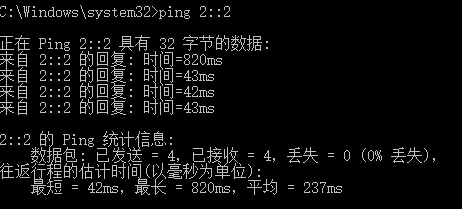 C:\Windows\system32>ping 2::2
正在 Ping 2::2 具有 32 字节的数据:
来自 2::2 的回复: 时间=820ms
来自 2::2 的回复: 时间=43ms
来自 2::2 的回复: 时间=42ms
来自 2::2 的回复: 时间=43ms
2::2 的 Ping 统计信息:
数据包: 已发送 = 4，已接收 = 4，丢失 = 0 (0% 丢失)，
往返行程的估计时间(以毫秒为单位):
最短 = 42ms，最长 = 820ms，平均 = 237ms